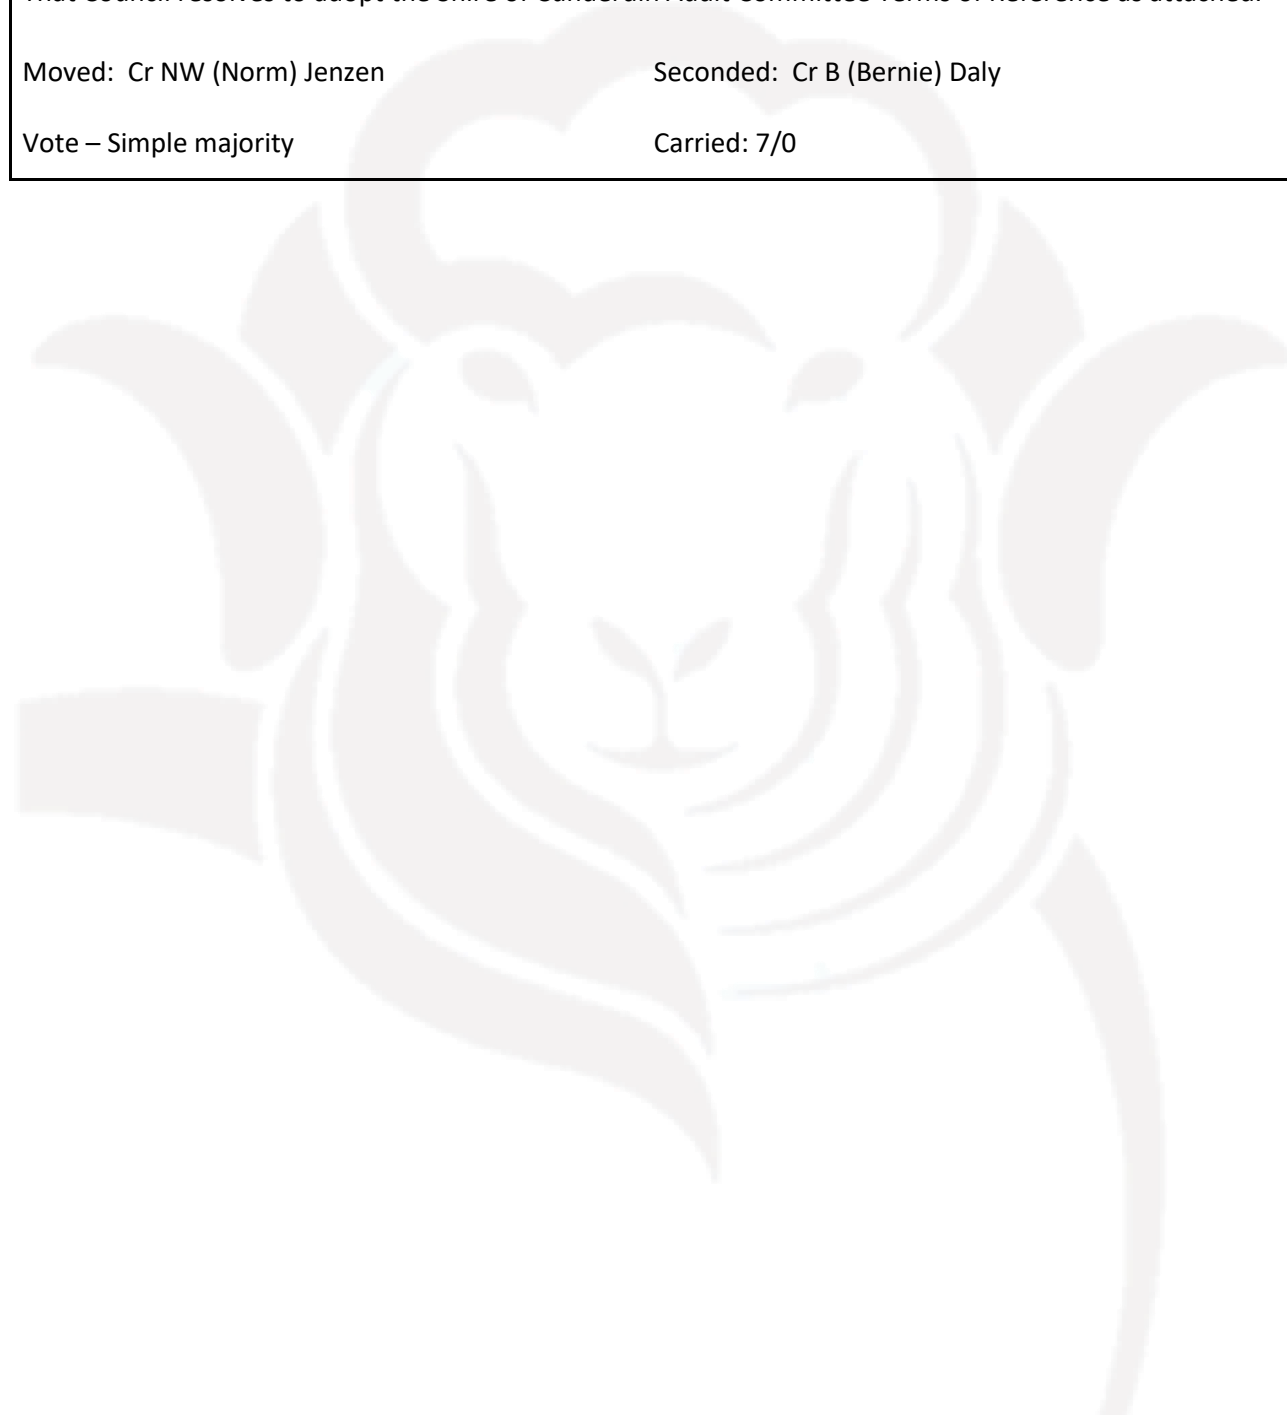 That Council resolves to adopt the Shire of Cunderdin Audit Committee Terms of Reference as attached.
Moved: Cr NW (Norm) Jenzen Seconded: Cr B (Bernie) Daly
Vote – Simple majority Carried: 7/0